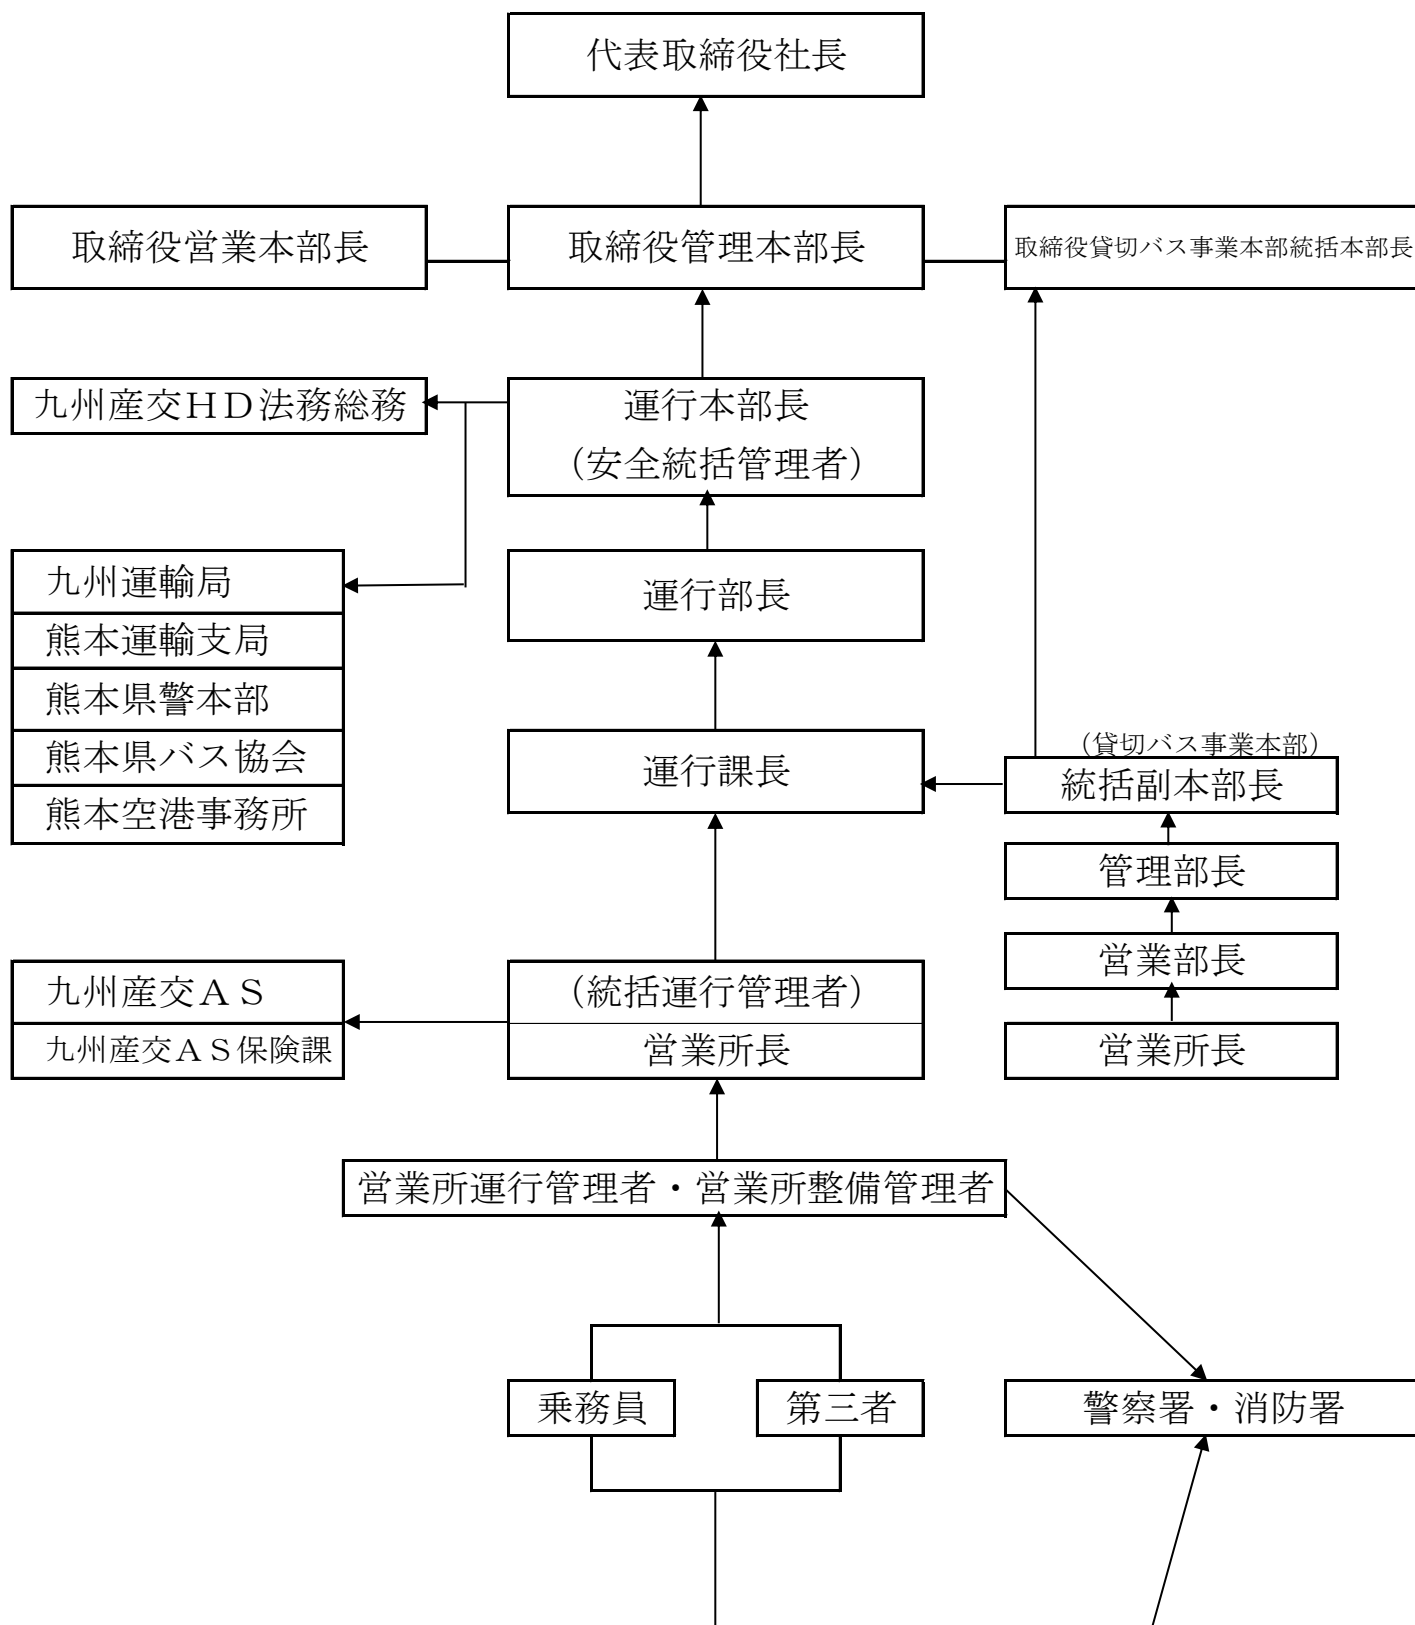 代表取締役社長
取締役営業本部長
取締役管理本部長
取締役貸切バス事業本部統括本部長
九州産交ＨＤ法務総務
運行本部長
（安全統括管理者）
九州運輸局
熊本運輸支局
熊本県警本部
熊本県バス協会
熊本空港事務所
運行部長
運行課長
（貸切バス事業本部）
統括副本部長
管理部長
営業部長
営業所長
九州産交ＡＳ
九州産交ＡＳ保険課
（統括運行管理者）
営業所長
営業所運行管理者・営業所整備管理者
乗務員
第三者
警察署・消防署